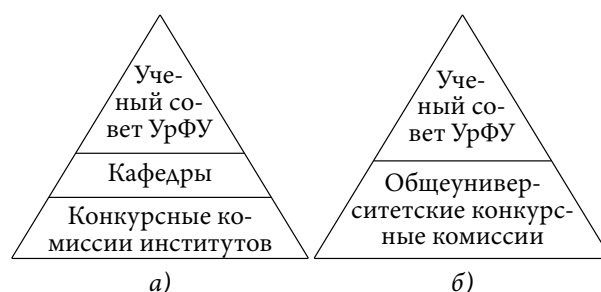 Уче-
ный со-
вет УрФУ
Кафедры
Конкурсные ко-
миссии институтов
а)
Уче-
ный со-
вет УрФУ
Общеунивер-
ситетские конкурс-
ные комиссии
б)